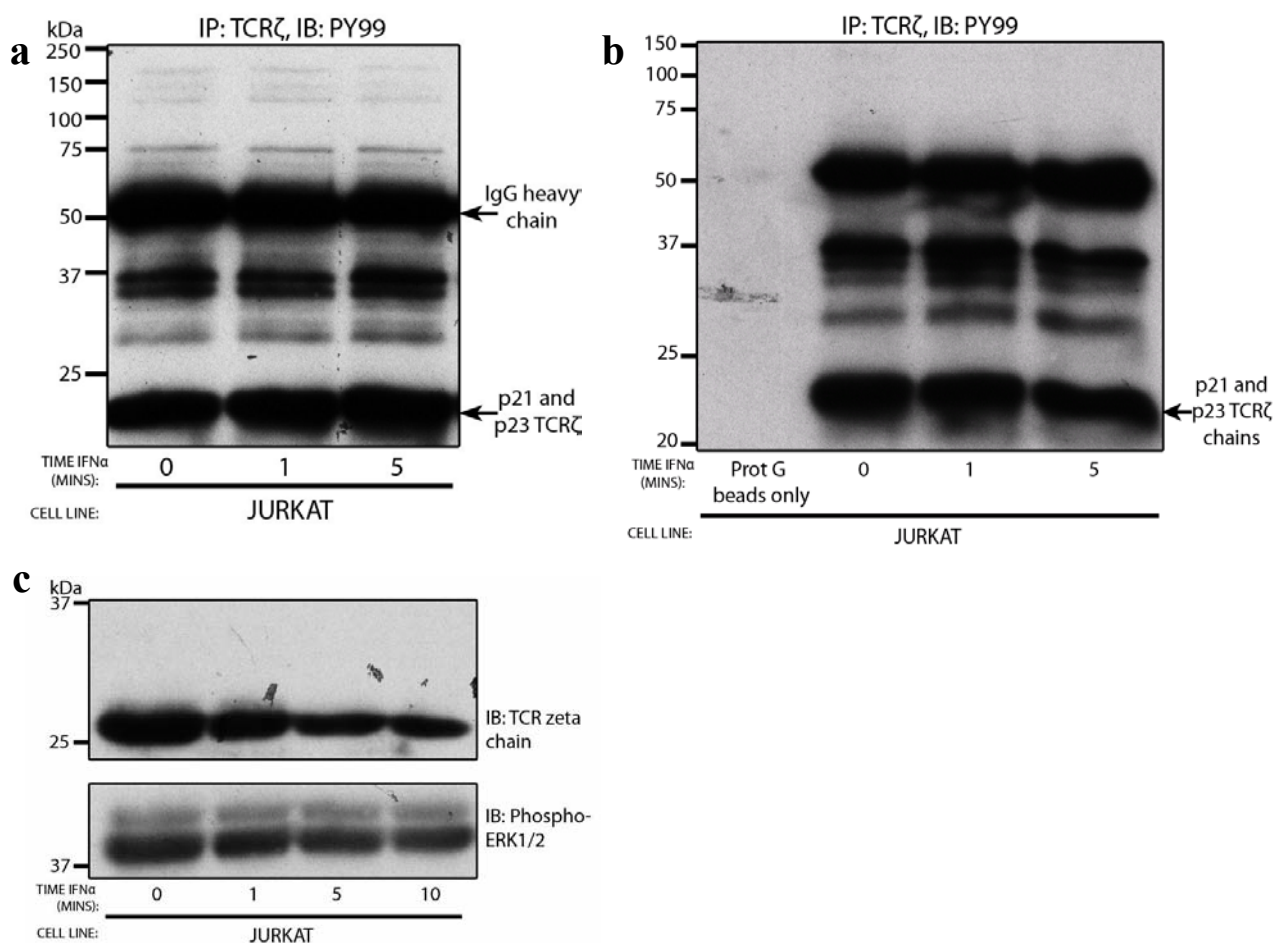 a
kDa
IP: TCRζ, IB: PY99
250
150
100
75
50
37
25
IgG heavy
chain
p21 and
p23 TCRζ
TIME IFNα
(MINS):
0 1 5
JURKAT
CELL LINE:
b
IP: TCRζ, IB: PY99
150
100
75
50
37
25
20
p21 and
p23 TCRζ
chains
TIME IFNα
(MINS):
Prot G
beads only
0 1 5
CELL LINE:
JURKAT
c
kDa
37
25
IB: TCR zeta
chain
37
IB: Phospho-
ERK1/2
TIME IFNα
(MINS):
0 1 5 10
CELL LINE:
JURKAT